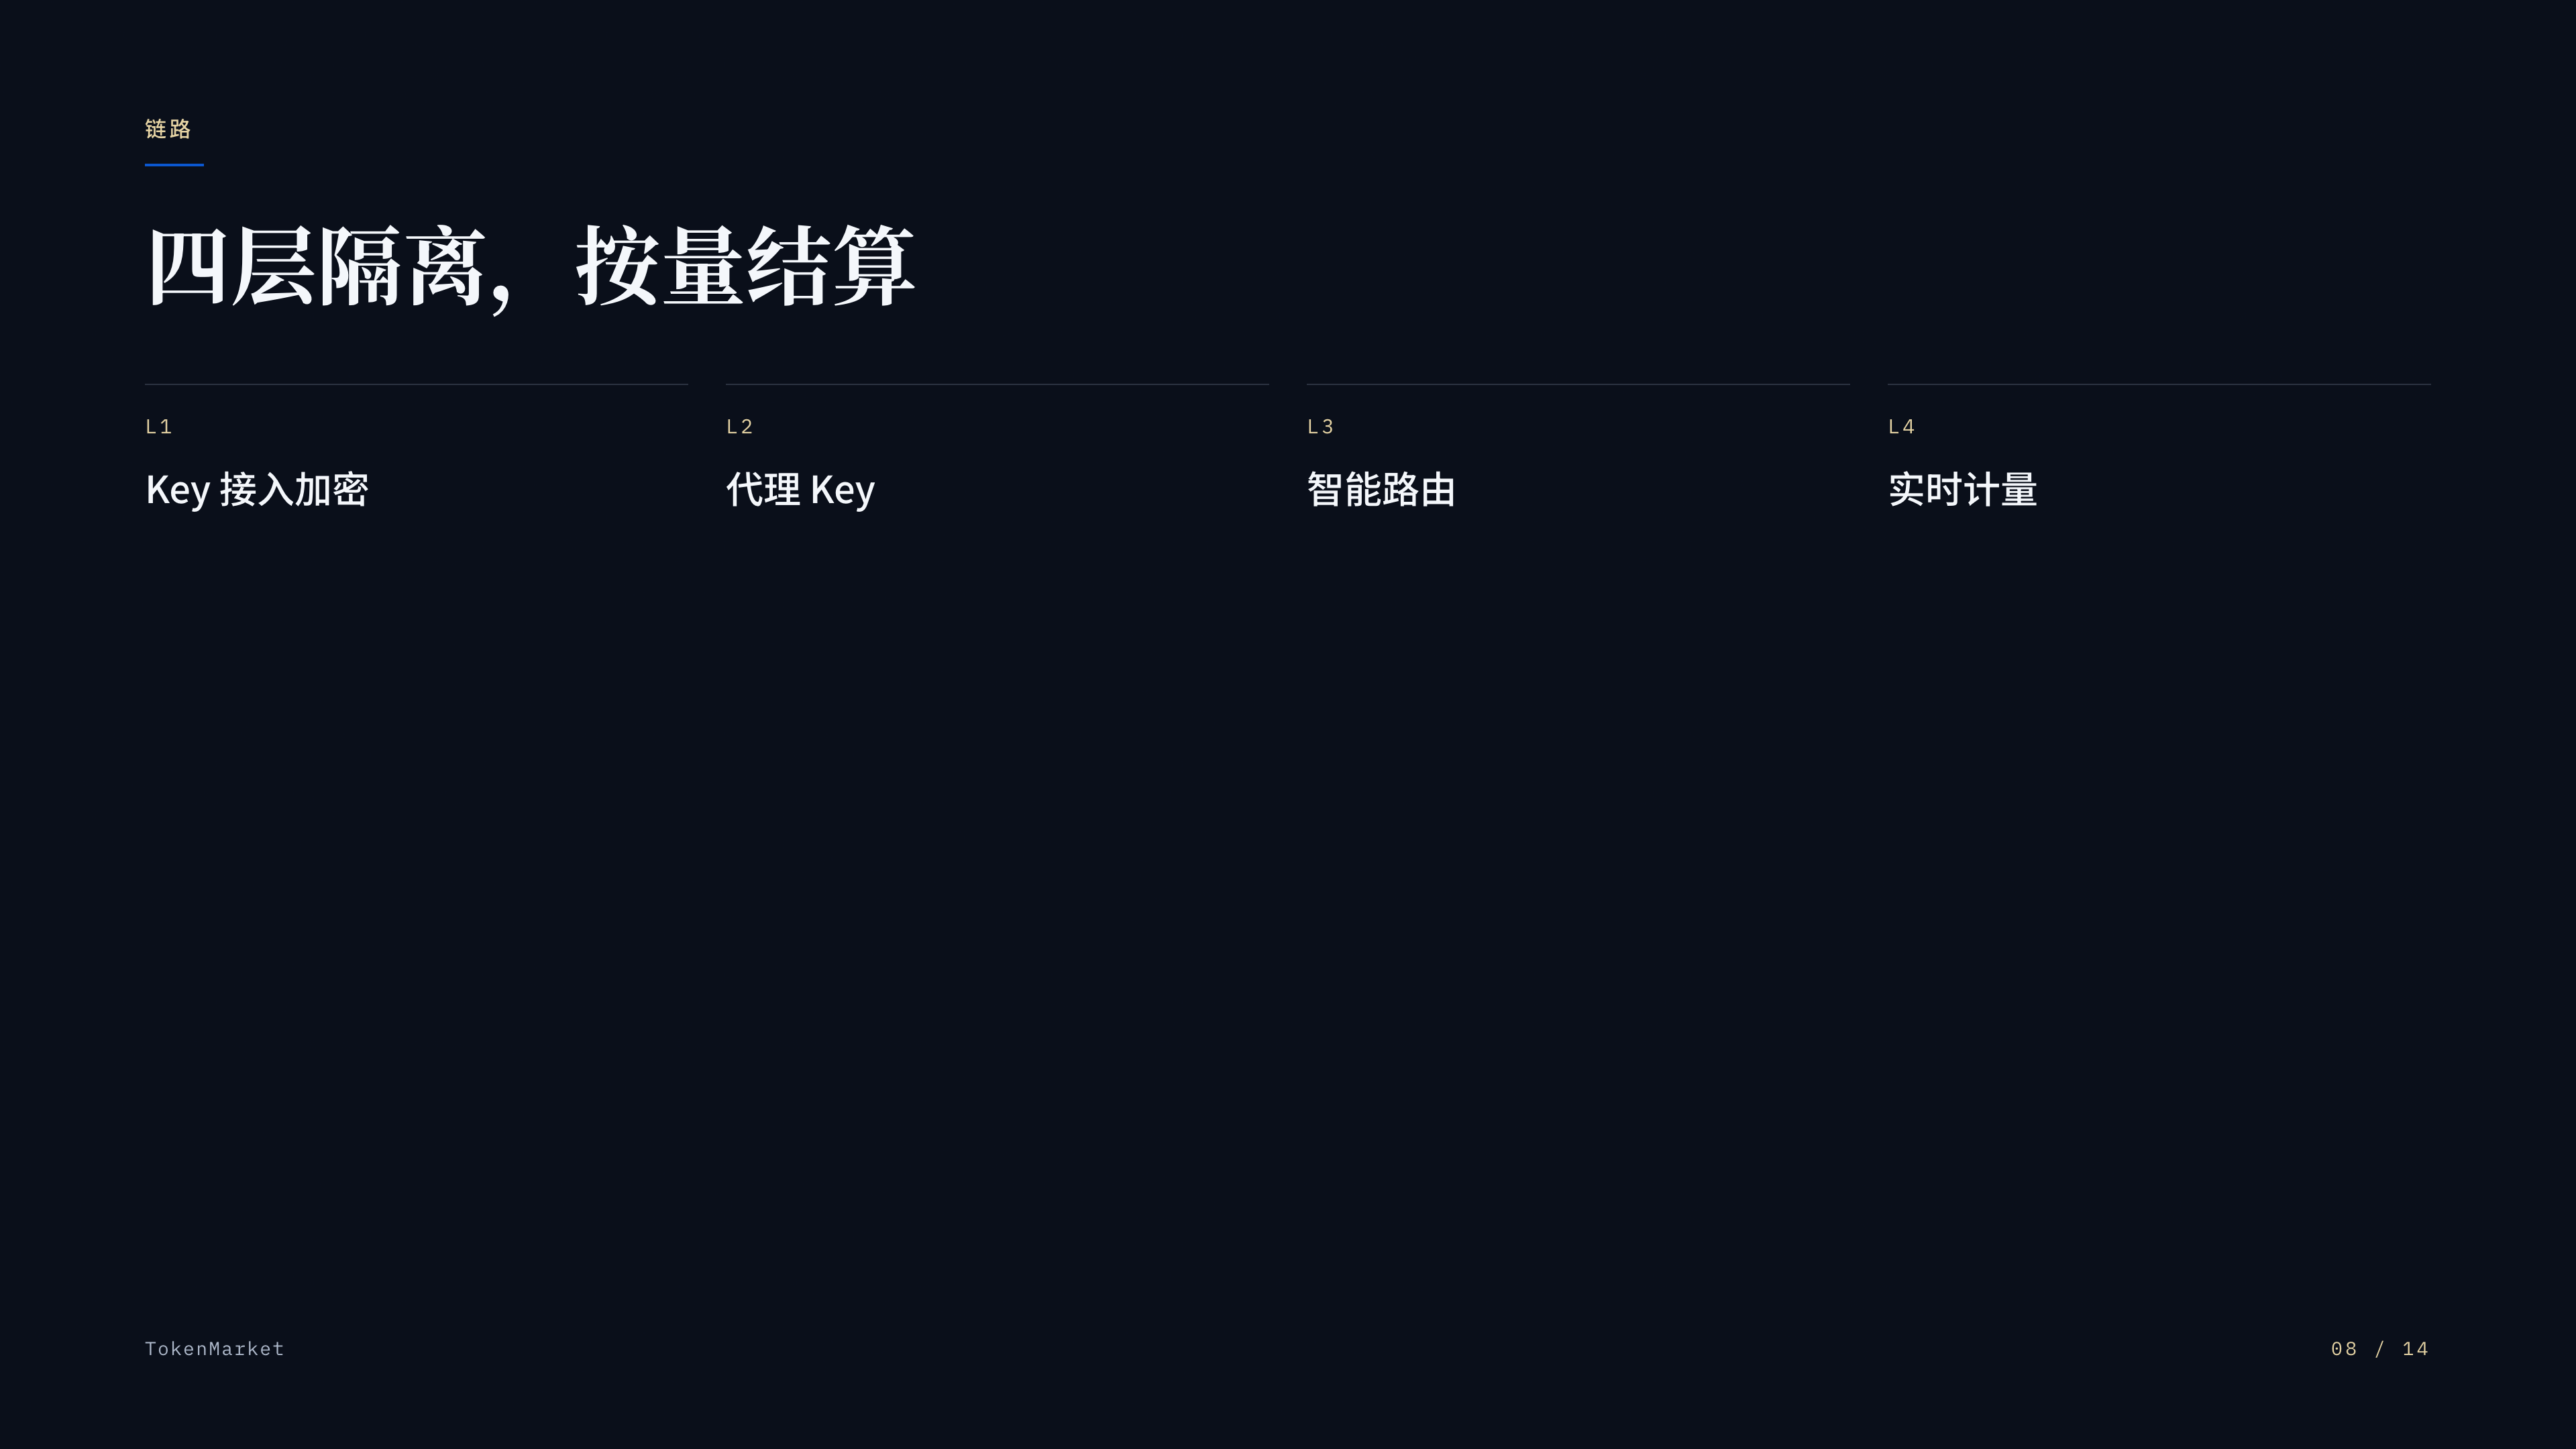 链路
四层隔离，按量结算
L1
Key 接入加密
L2
代理 Key
L3
智能路由
L4
实时计量
TokenMarket
08 / 14